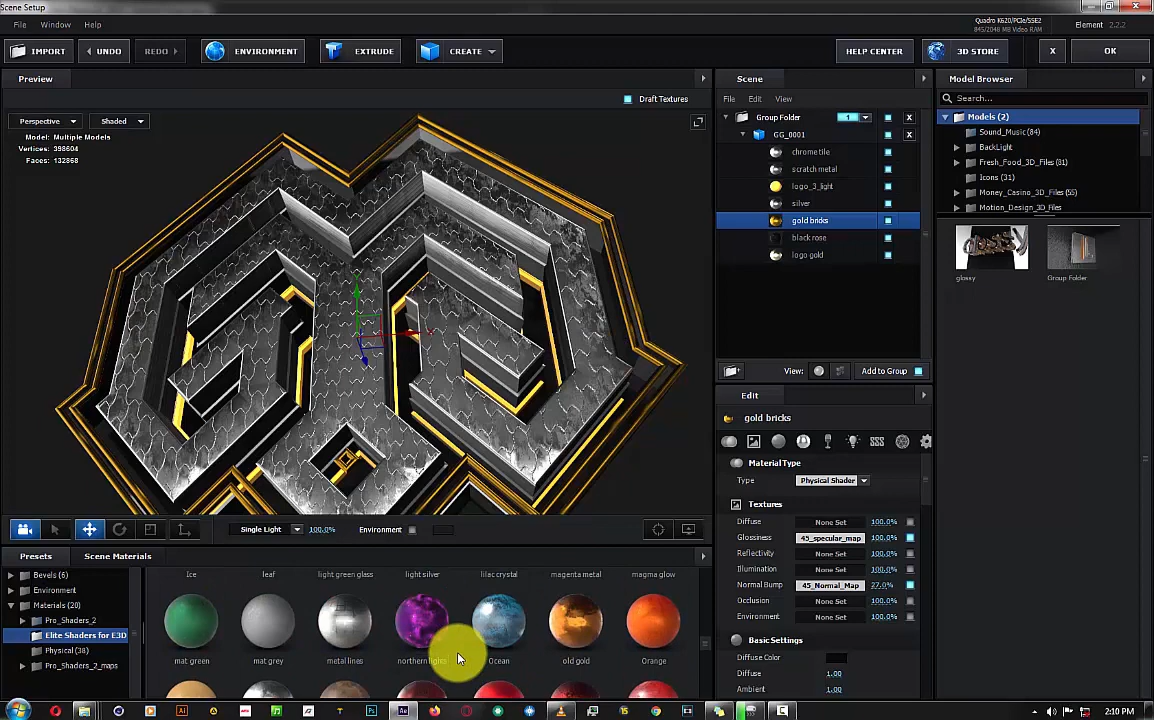 Scene Setup
File Window Help
Quadro K620/PCIe/SSE2
Element 2.2.2
IMPORT UNDO REDO ENVIRONMENT EXTRUDE CREATE HELP CENTER 3D STORE X OK
Preview
Draft Textures
Perspective Shaded
Model: Multiple Models
Vertices: 398604
Faces: 132868
Single Light 100.0% Environment
Scene
File Edit View
Group Folder 1 X
GG_0001 X
chrome tile
scratch metal
logo_3_light
silver
gold bricks
black rose
logo gold
View: Add to Group
Edit
gold bricks
Material Type
Type Physical Shader
Textures
Diffuse None Set 100.0%
Glossiness 45_specular_map 100.0%
Reflectivity None Set 100.0%
Illumination None Set 100.0%
Normal Bump 45_Normal_Map 27.0%
Occlusion None Set 100.0%
Environment None Set 100.0%
Basic Settings
Diffuse Color
Diffuse 1.00
Ambient 1.00
Model Browser
Search...
Models (2)
Sound_Music(84)
BackLight
Fresh_Food_3D_Files (81)
Icons (31)
Money_Casino_3D_Files (55)
Motion_Design_3D_Files
glossy Group Folder
Presets Scene Materials
Bevels (6)
Environment
Materials (20)
Pro_Shaders_2
Elite Shaders for E3D
Physical (38)
Pro_Shaders_2_maps
Ice leaf light green glass light silver lilac crystal magenta metal magma glow
mat green mat grey metal lines northern lights Ocean old gold Orange
2:10 PM